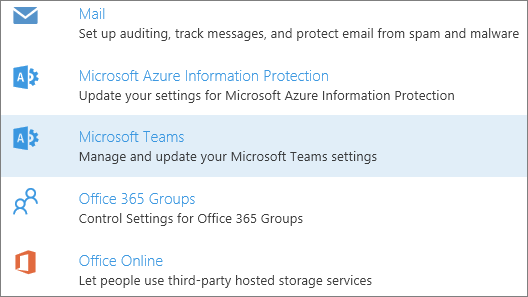 Mail
Set up auditing, track messages, and protect email from spam and malware
Microsoft Azure Information Protection
Update your settings for Microsoft Azure Information Protection
Microsoft Teams
Manage and update your Microsoft Teams settings
Office 365 Groups
Control Settings for Office 365 Groups
Office Online
Let people use third-party hosted storage services